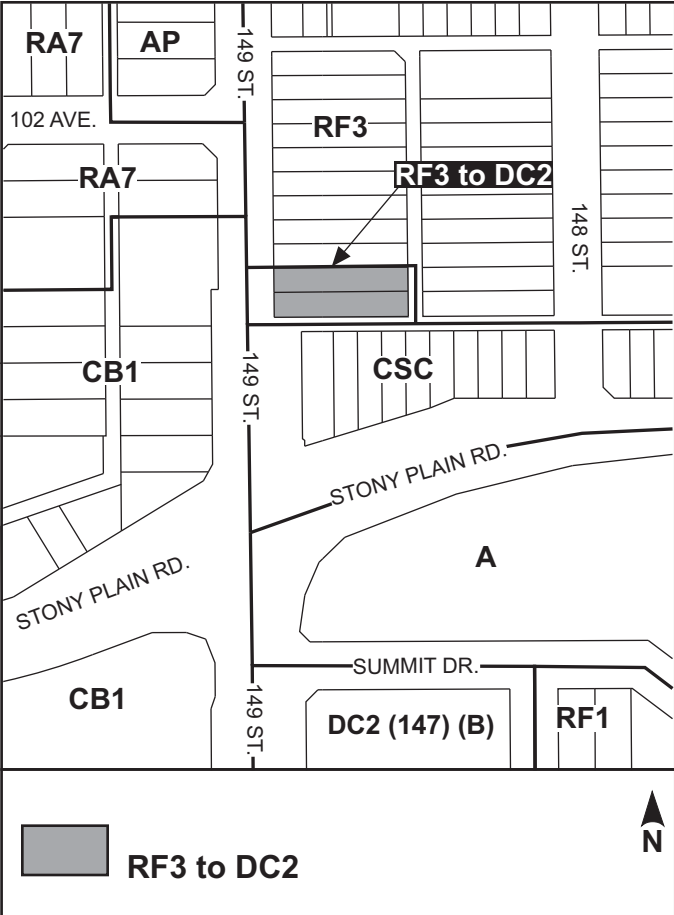 RA7
AP
149 ST.
102 AVE.
RF3
RA7
RF3 to DC2
148 ST.
CB1
149 ST.
CSC
STONY PLAIN RD.
A
STONY PLAIN RD.
SUMMIT DR.
CB1
149 ST.
DC2 (147) (B)
RF1
RF3 to DC2
N